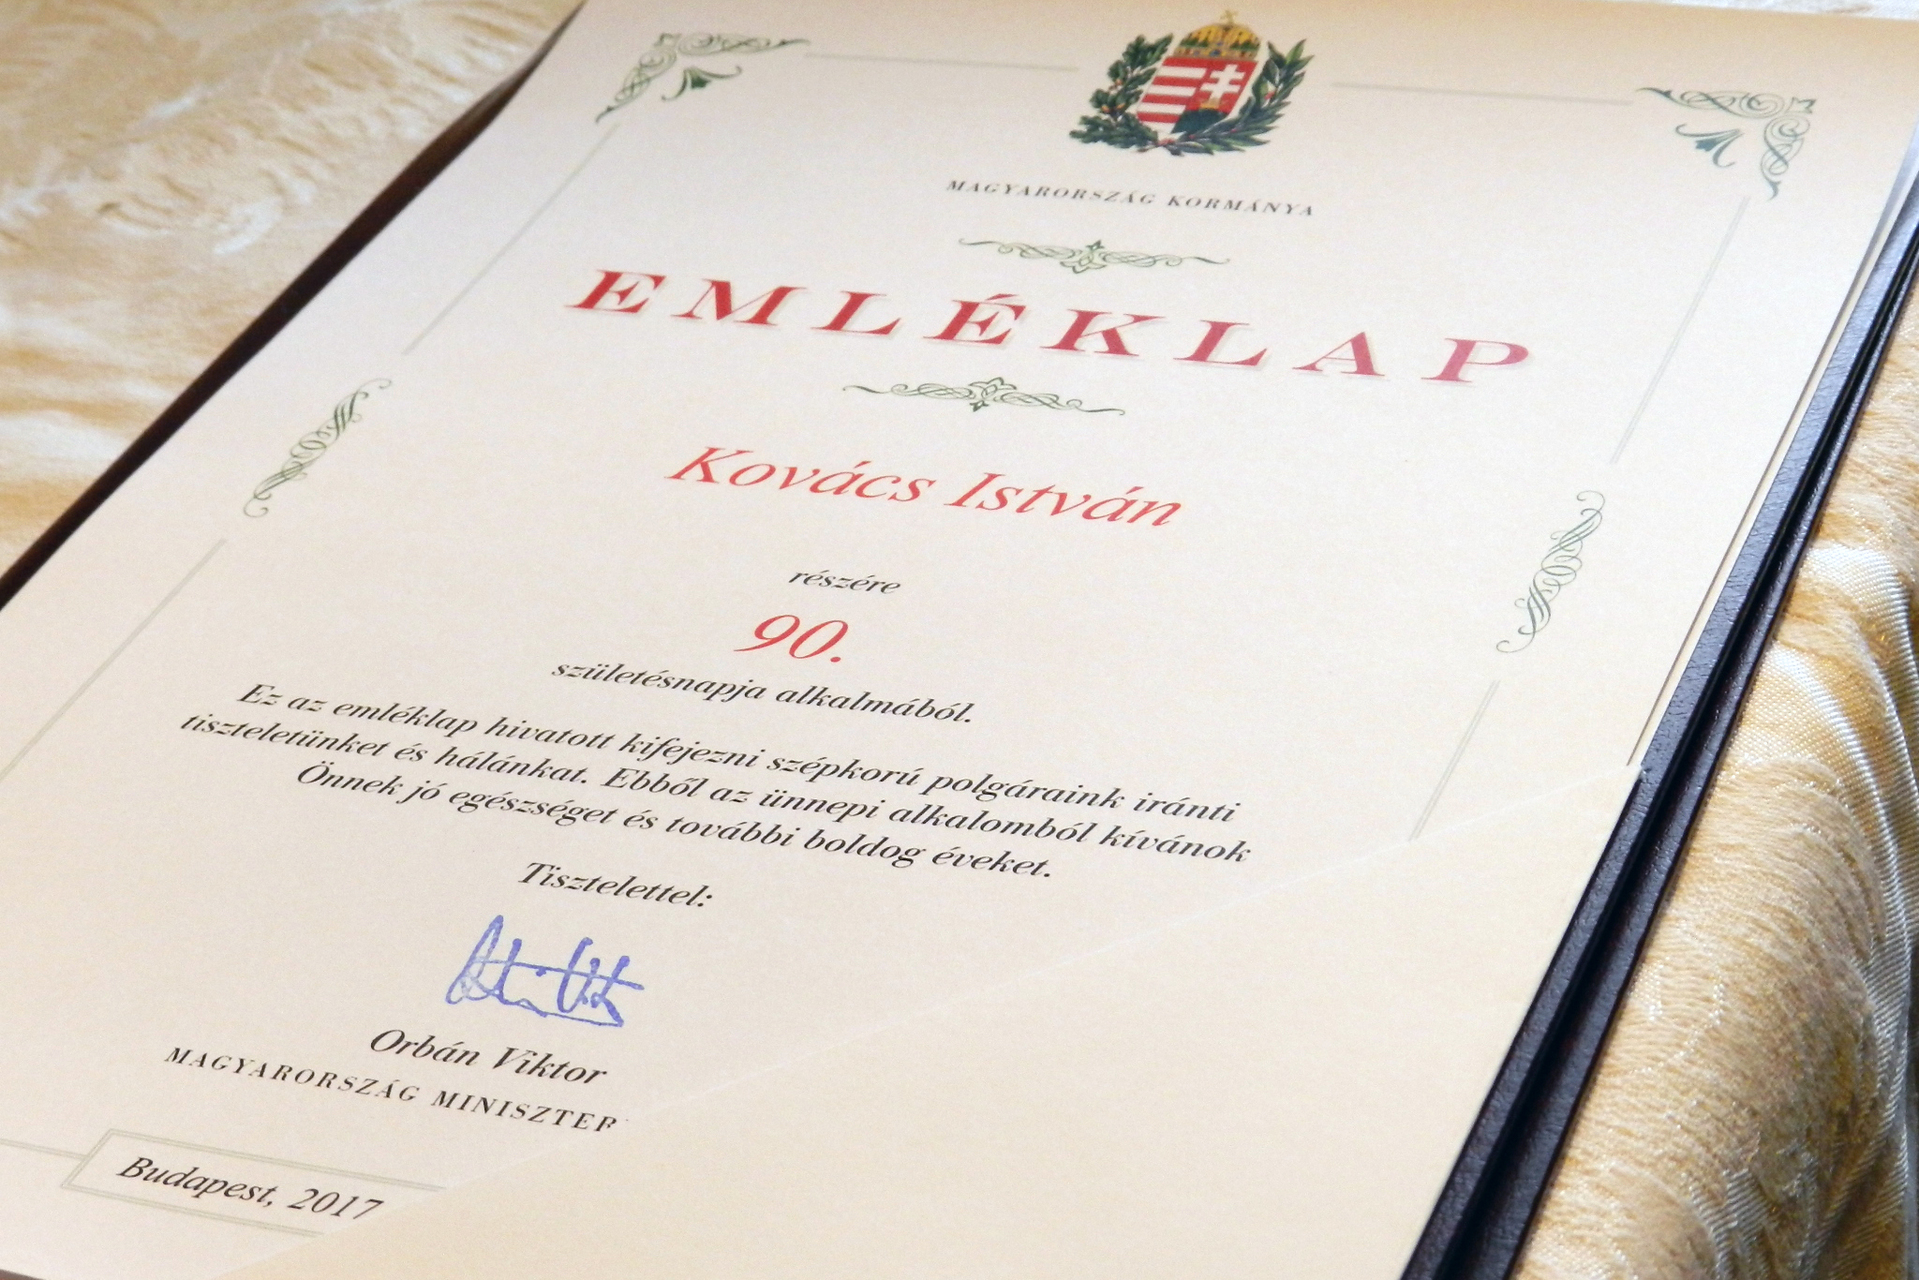 MAGYARORSZÁG KORMÁNYA
EMLÉKLAP
Kovács István
részére
90.
születésnapja alkalmából.
Ez az emléklap hivatott kifejezni szépkorú polgáraink iránti
tiszteletünket és hálánkat. Ebből az ünnepi alkalomból kívánok
Önnek jó egészséget és további boldog éveket.
Tisztelettel:
Orbán Viktor
MAGYARORSZÁG MINISZTER
Budapest, 2017